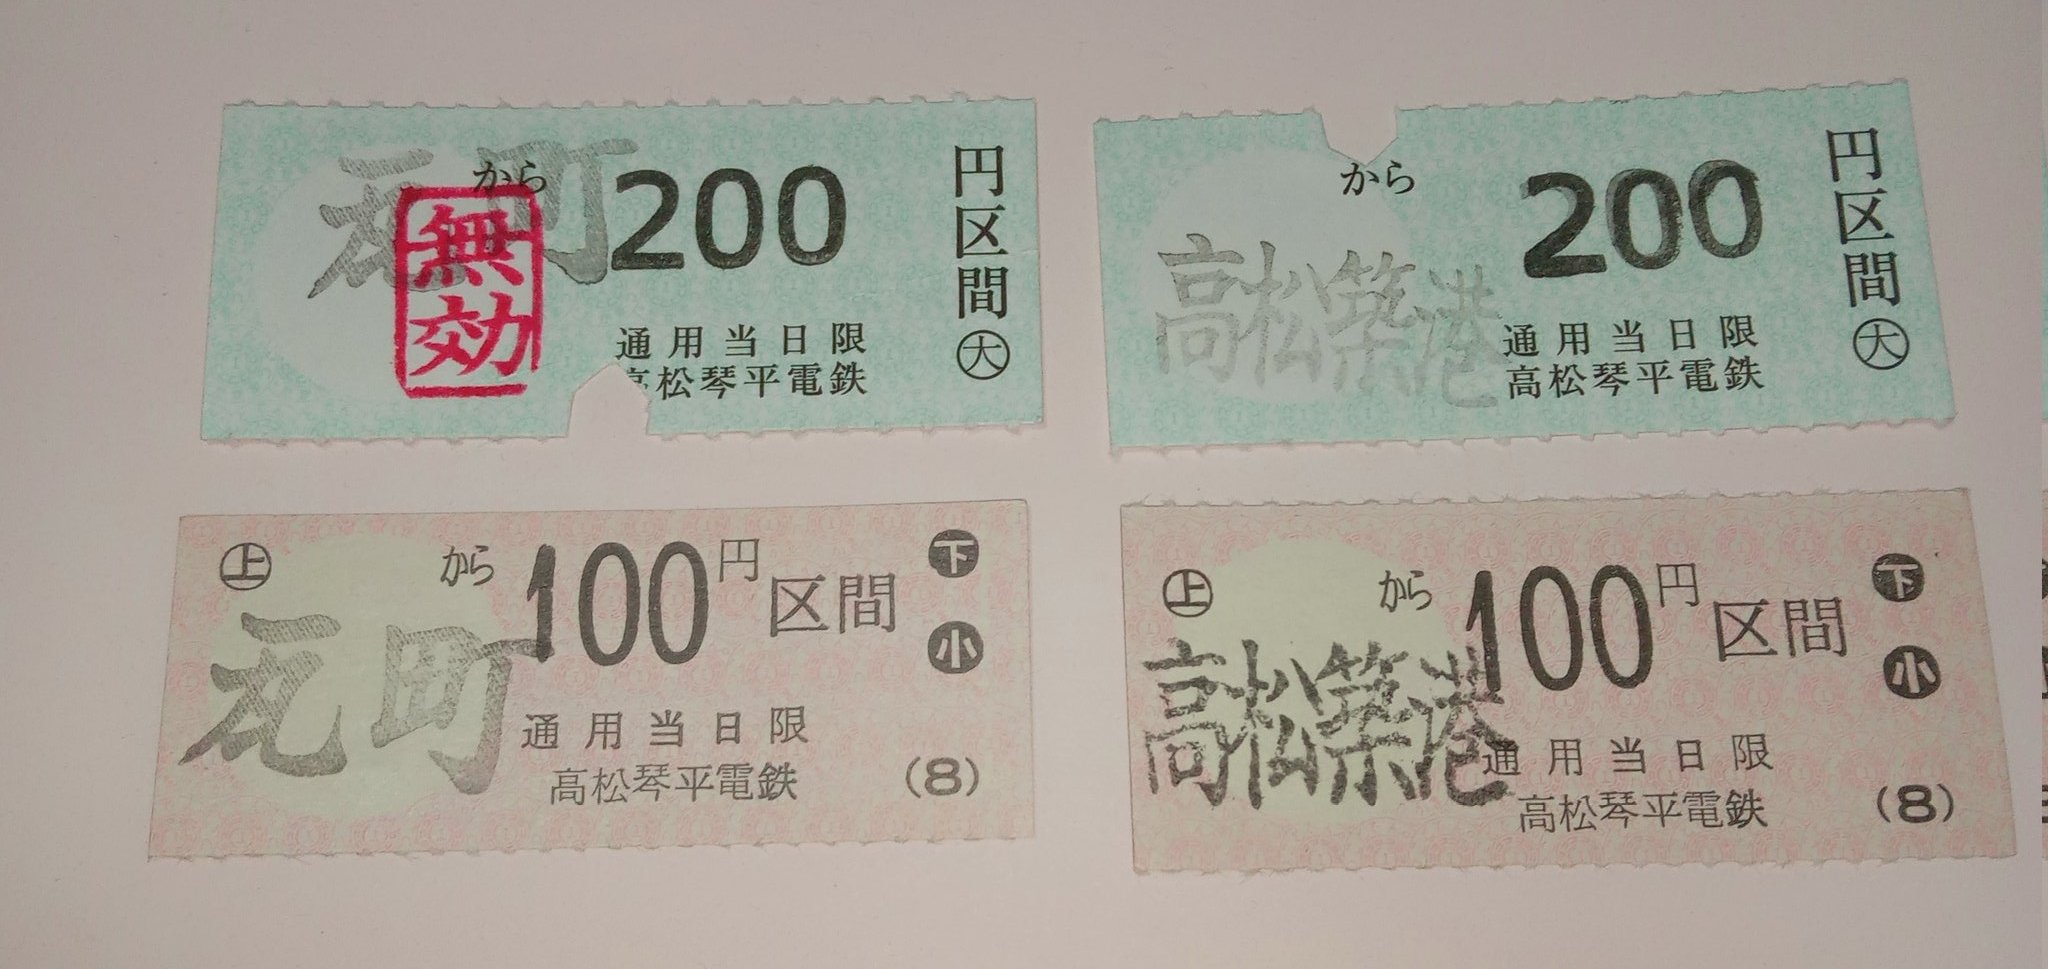 瓦町
から
200
円区間
大
無効
通用当日限
高松琴平電鉄
から
200
円区間
大
高松築港
通用当日限
高松琴平電鉄
上
から
100円
区間
下
小
瓦町
通用当日限
高松琴平電鉄
(8)
上
から
100円
区間
下
小
高松築港
通用当日限
高松琴平電鉄
(8)